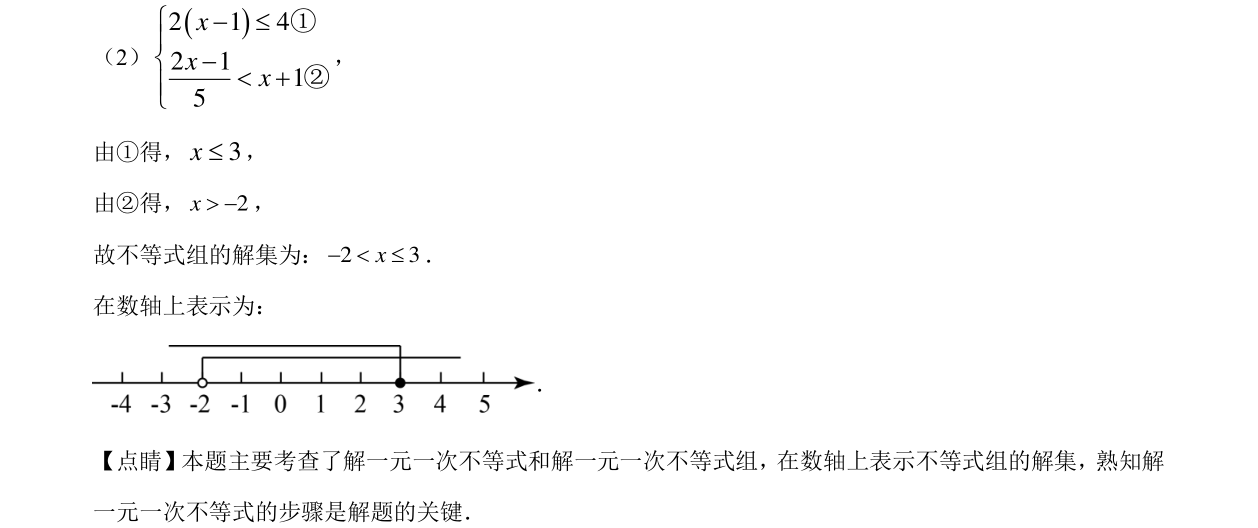 （2）{2(x−1)≤4①
(2x−1)/5<x+1②，
由①得，x≤3，
由②得，x>−2，
故不等式组的解集为：−2<x≤3．
在数轴上表示为：
-4 -3 -2 -1 0 1 2 3 4 5 ．
【点睛】本题主要考查了解一元一次不等式和解一元一次不等式组，在数轴上表示不等式组的解集，熟知解
一元一次不等式的步骤是解题的关键．